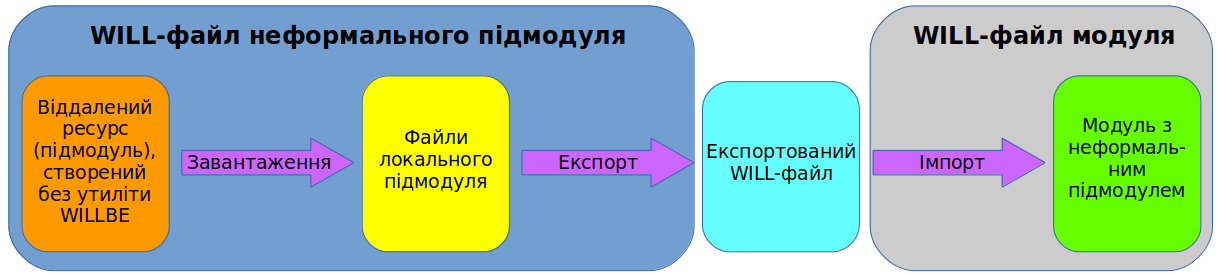 WILL-файл неформального підмодуля
WILL-файл модуля
Віддалений
ресурс
(підмодуль),
створений
без утиліти
WILLBE
Завантаження
Файли
локального
підмодуля
Експорт
Експортований
WILL-файл
Імпорт
Модуль з
неформаль-
ним
підмодулем